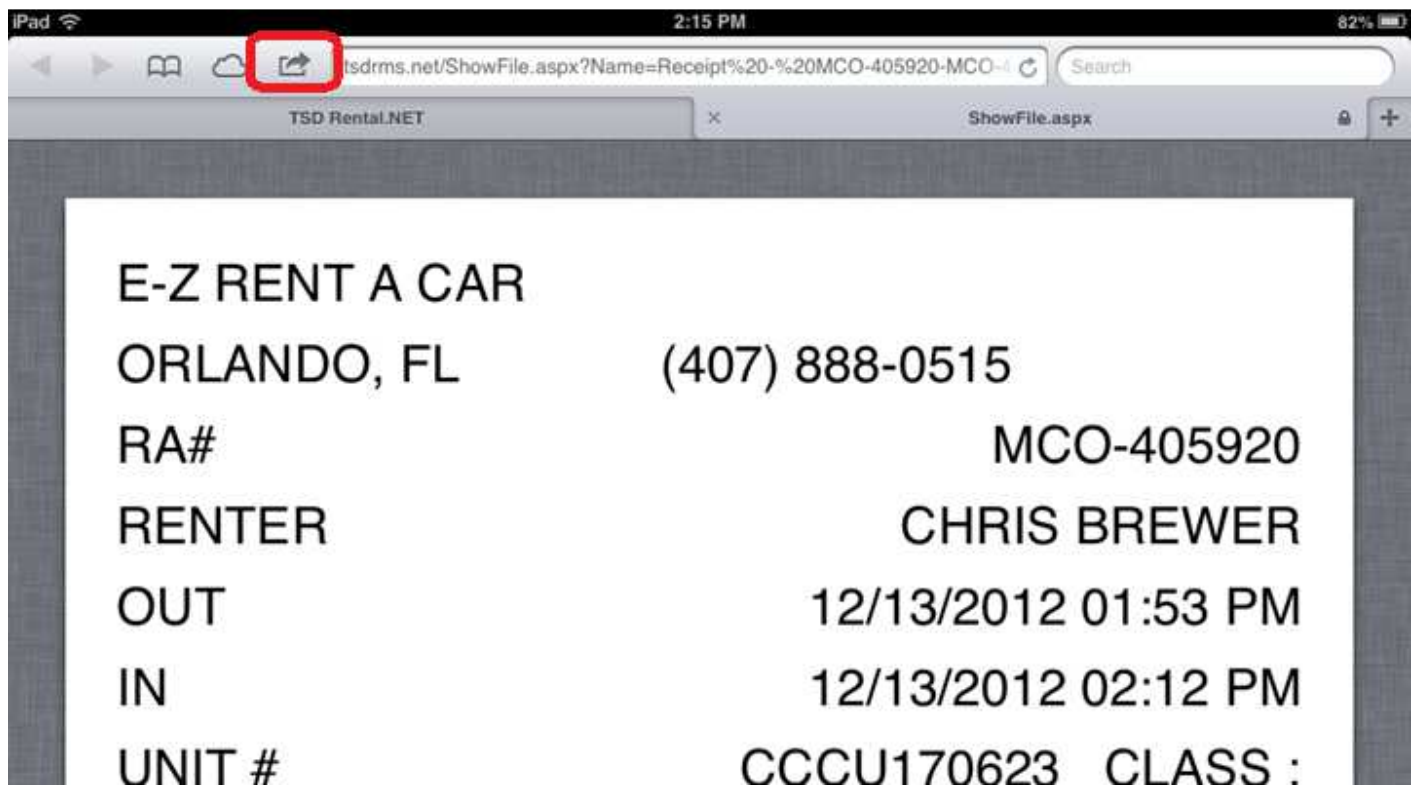 iPad 2:15 PM 82%
tsdrms.net/ShowFile.aspx?Name=Receipt%20-%20MCO-405920-MCO-4 Search
TSD Rental.NET × ShowFile.aspx +
E-Z RENT A CAR
ORLANDO, FL (407) 888-0515
RA# MCO-405920
RENTER CHRIS BREWER
OUT 12/13/2012 01:53 PM
IN 12/13/2012 02:12 PM
UNIT # CCCU170623 CLASS :